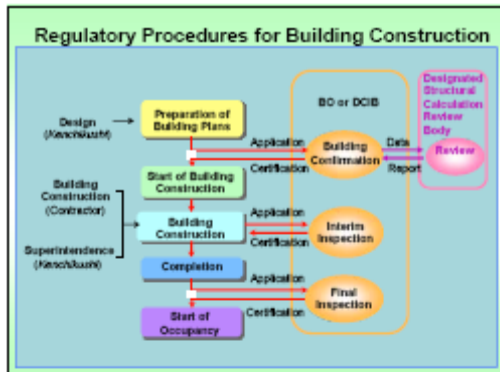 Regulatory Procedures for Building Construction
Designated
Structural
Calculation
Review
Body
BO or DCIB
Design
(Kenchikushi)
Preparation of
Building Plans
Application
Certification
Building
Confirmation
Data
Report
Review
Start of Building
Construction
Building
Construction
(Contractor)
Superintendence
(Kenchikushi)
Building
Construction
Application
Certification
Interim
Inspection
Completion
Application
Certification
Final
Inspection
Start of
Occupancy